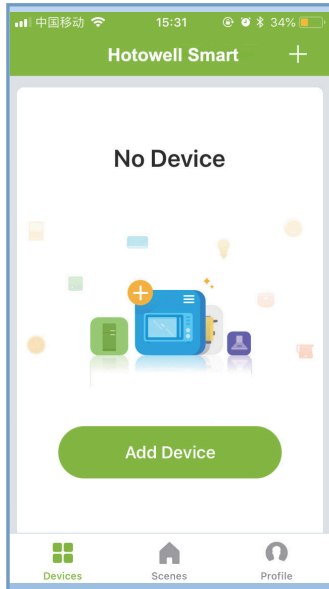 中国移动 15:31 34%
Hotowell Smart +
No Device
Add Device
Devices Scenes Profile